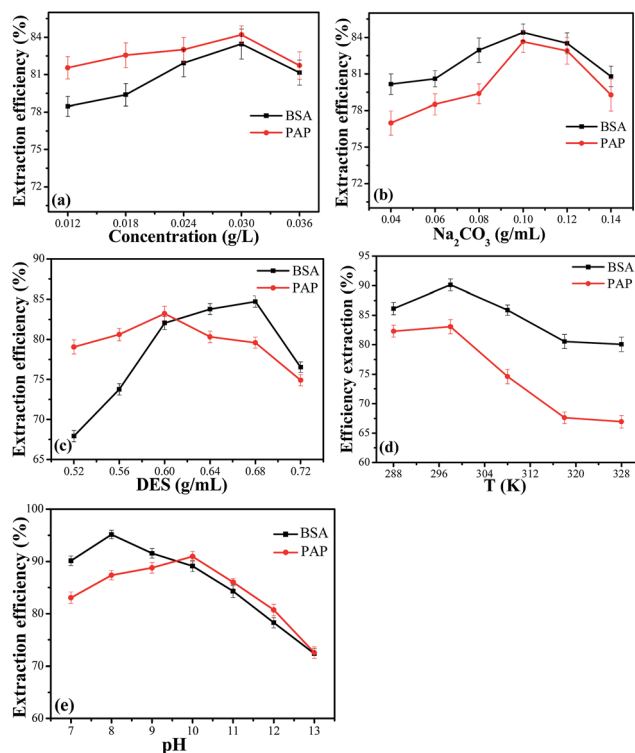 Extraction efficiency (%)
84
81
78
75
72
BSA
PAP
(a)
0.012 0.018 0.024 0.030 0.036
Concentration (g/L)
Extraction efficiency (%)
84
81
78
75
72
BSA
PAP
(b)
0.04 0.06 0.08 0.10 0.12 0.14
Na₂CO₃ (g/mL)
Extraction efficiency (%)
90
85
80
75
70
65
BSA
PAP
(c)
0.52 0.56 0.60 0.64 0.68 0.72
DES (g/mL)
Efficiency extraction (%)
95
90
85
80
75
70
65
60
BSA
PAP
(d)
288 296 304 312 320 328
T (K)
Extraction efficiency (%)
100
90
80
70
60
BSA
PAP
(e)
7 8 9 10 11 12 13
pH